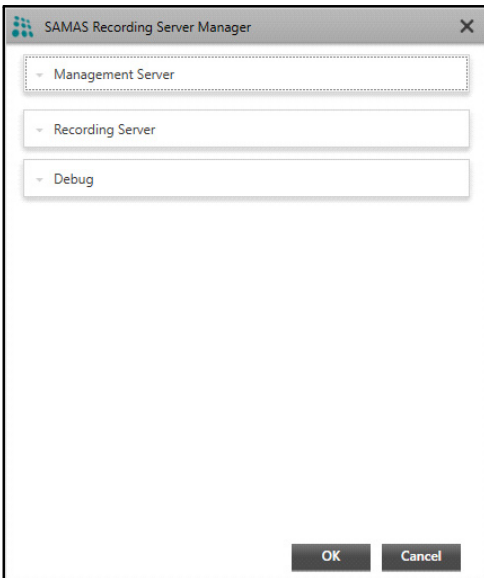 SAMAS Recording Server Manager
Management Server
Recording Server
Debug
OK Cancel